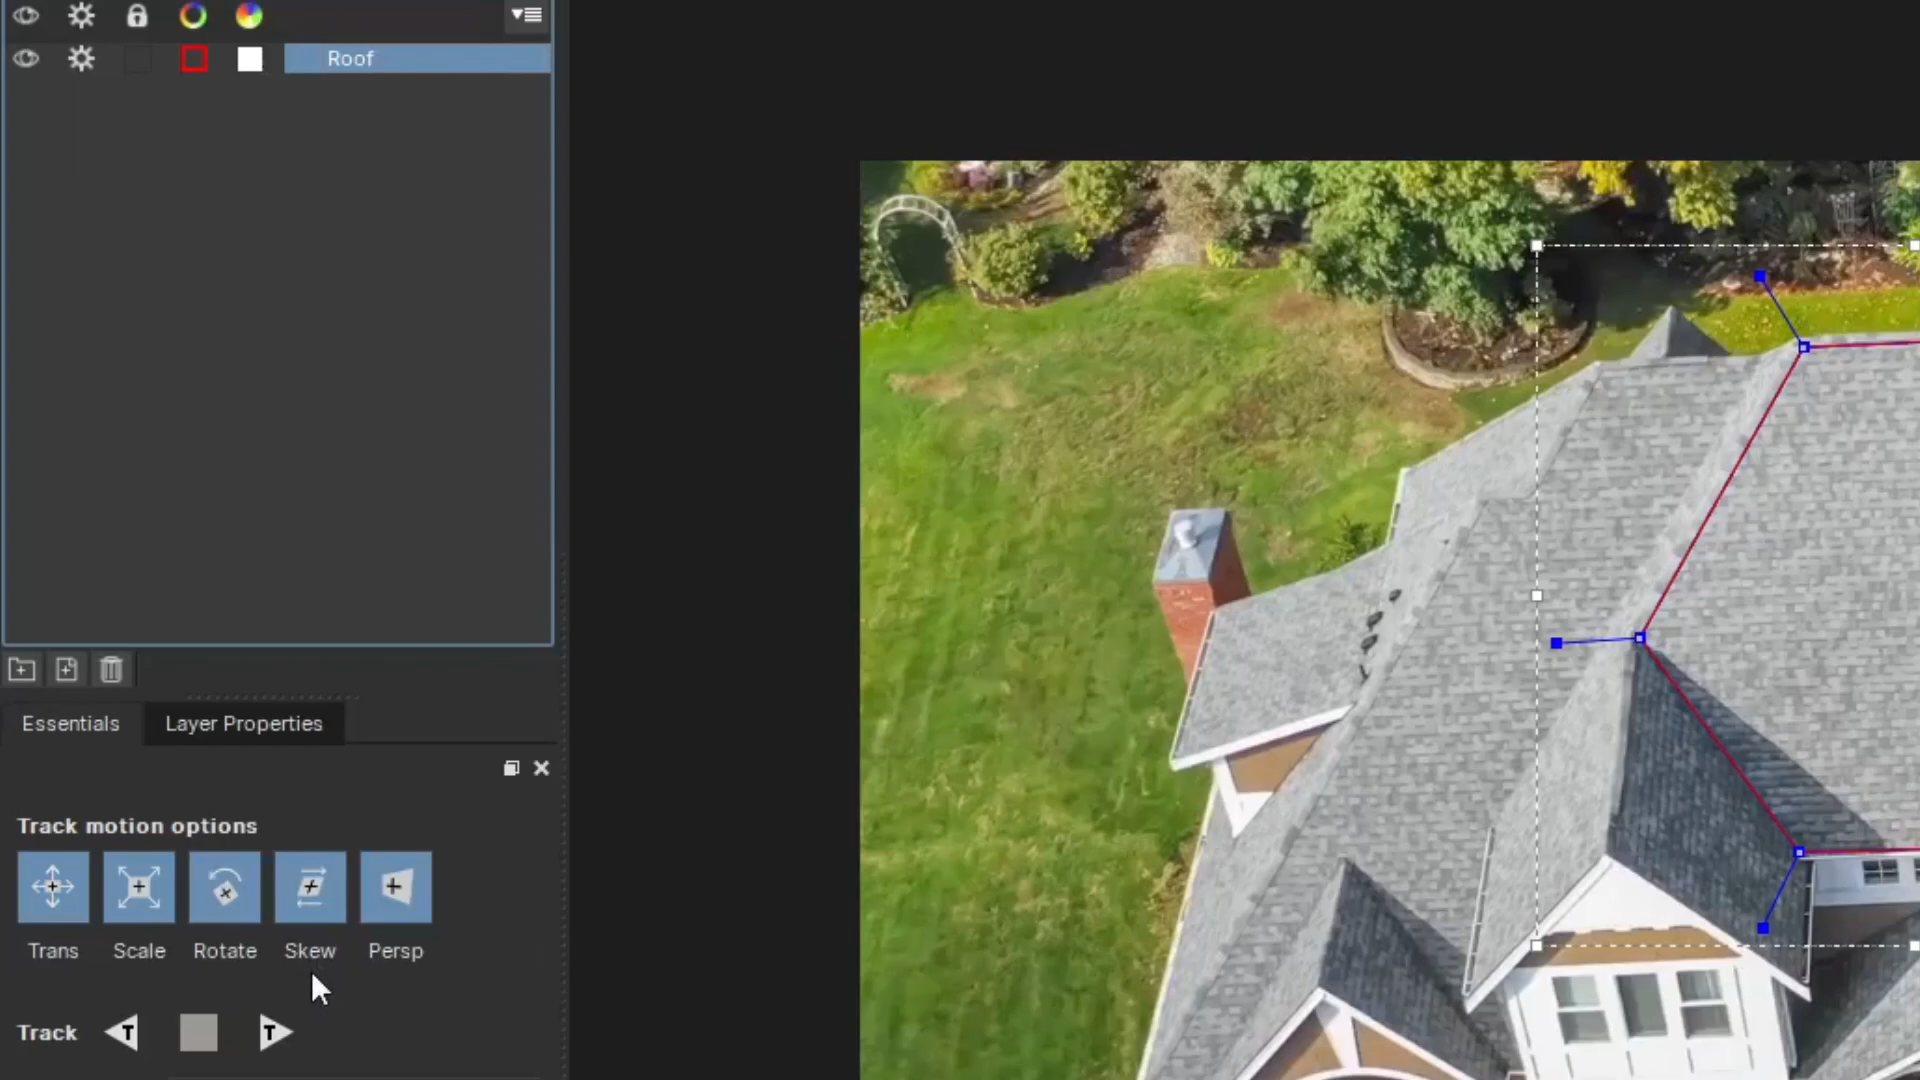 Roof
Essentials Layer Properties
Track motion options
Trans Scale Rotate Skew Persp
Track T T